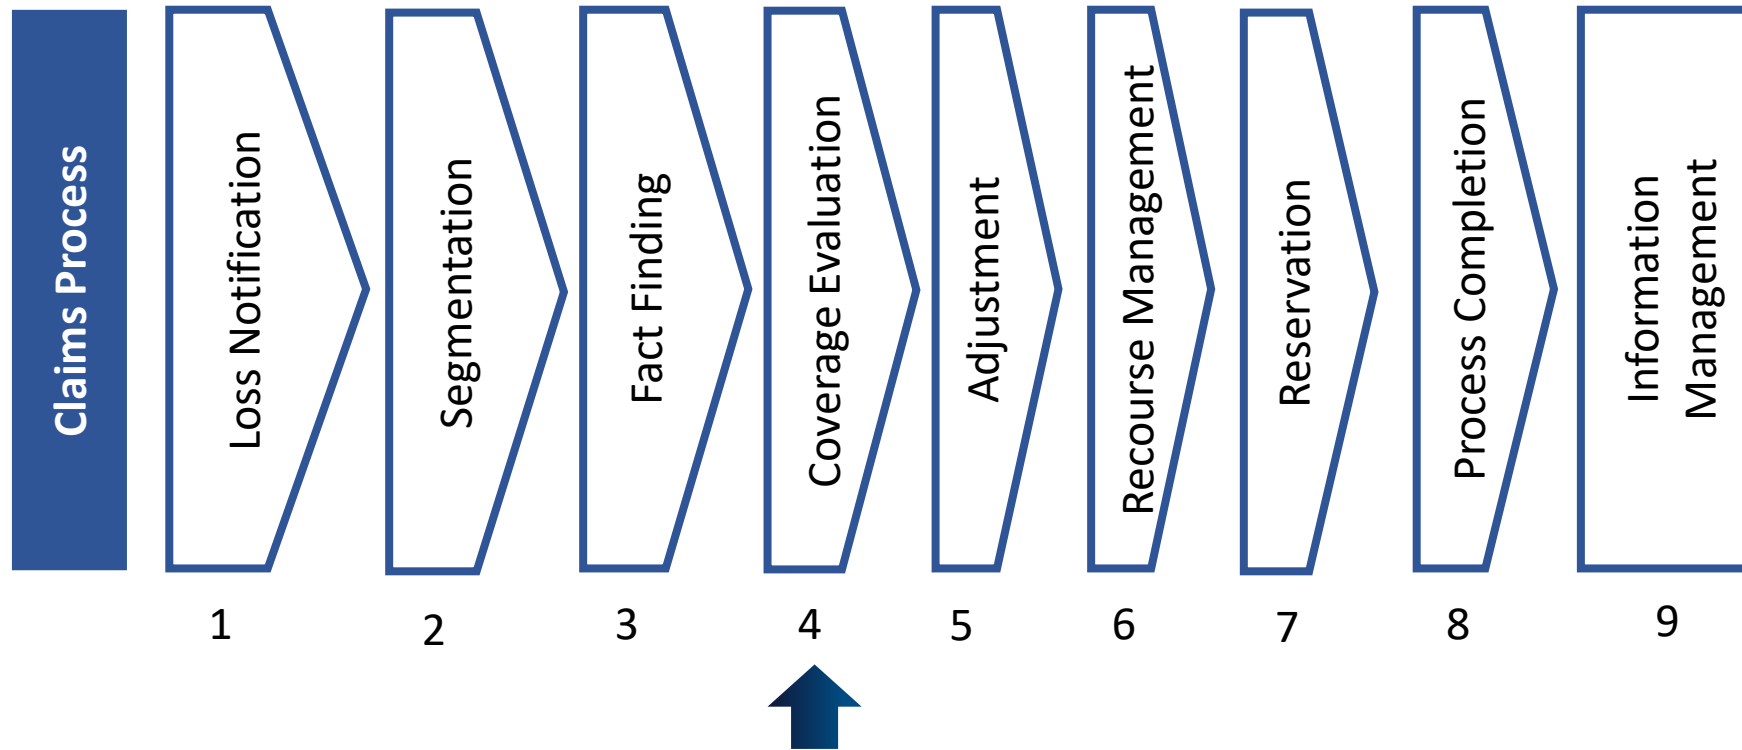 Claims Process
Loss Notification
Segmentation
Fact Finding
Coverage Evaluation
Adjustment
Recourse Management
Reservation
Process Completion
Information
Management
1
2
3
4
5
6
7
8
9